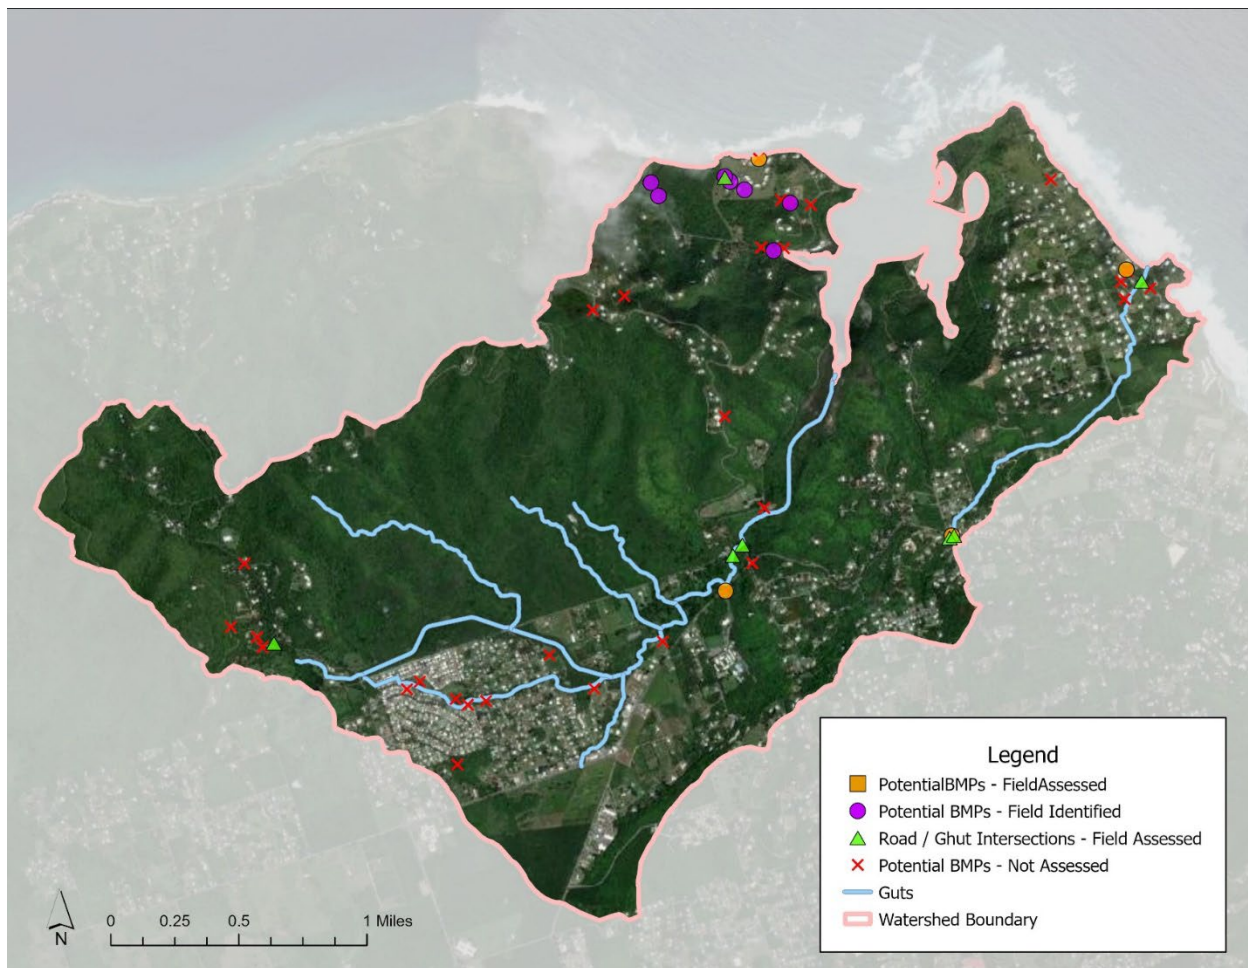 Legend
PotentialBMPs - FieldAssessed
Potential BMPs - Field Identified
Road / Ghut Intersections - Field Assessed
Potential BMPs - Not Assessed
Guts
Watershed Boundary
N
0 0.25 0.5 1 Miles